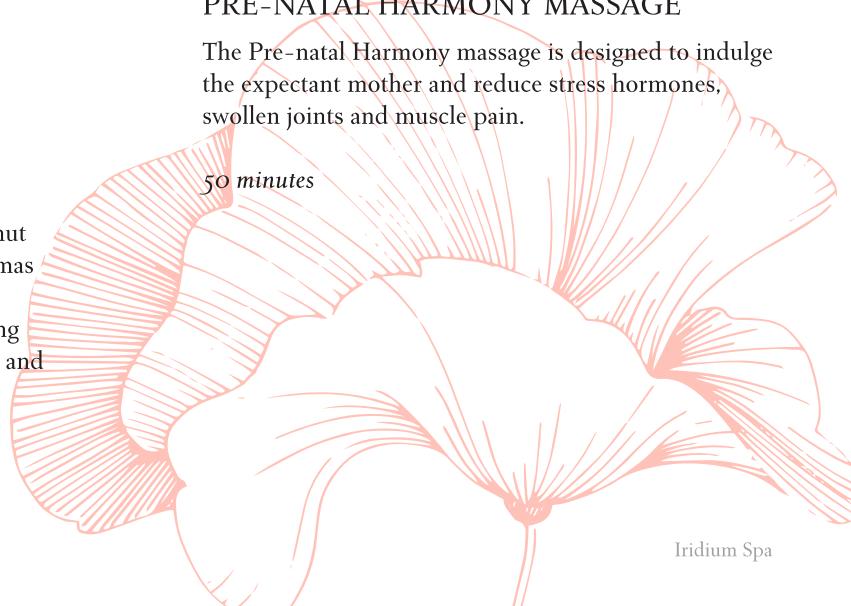 PRE-NATAL HARMONY MASSAGE
The Pre-natal Harmony massage is designed to indulge
the expectant mother and reduce stress hormones,
swollen joints and muscle pain.
50 minutes
and
Iridium Spa